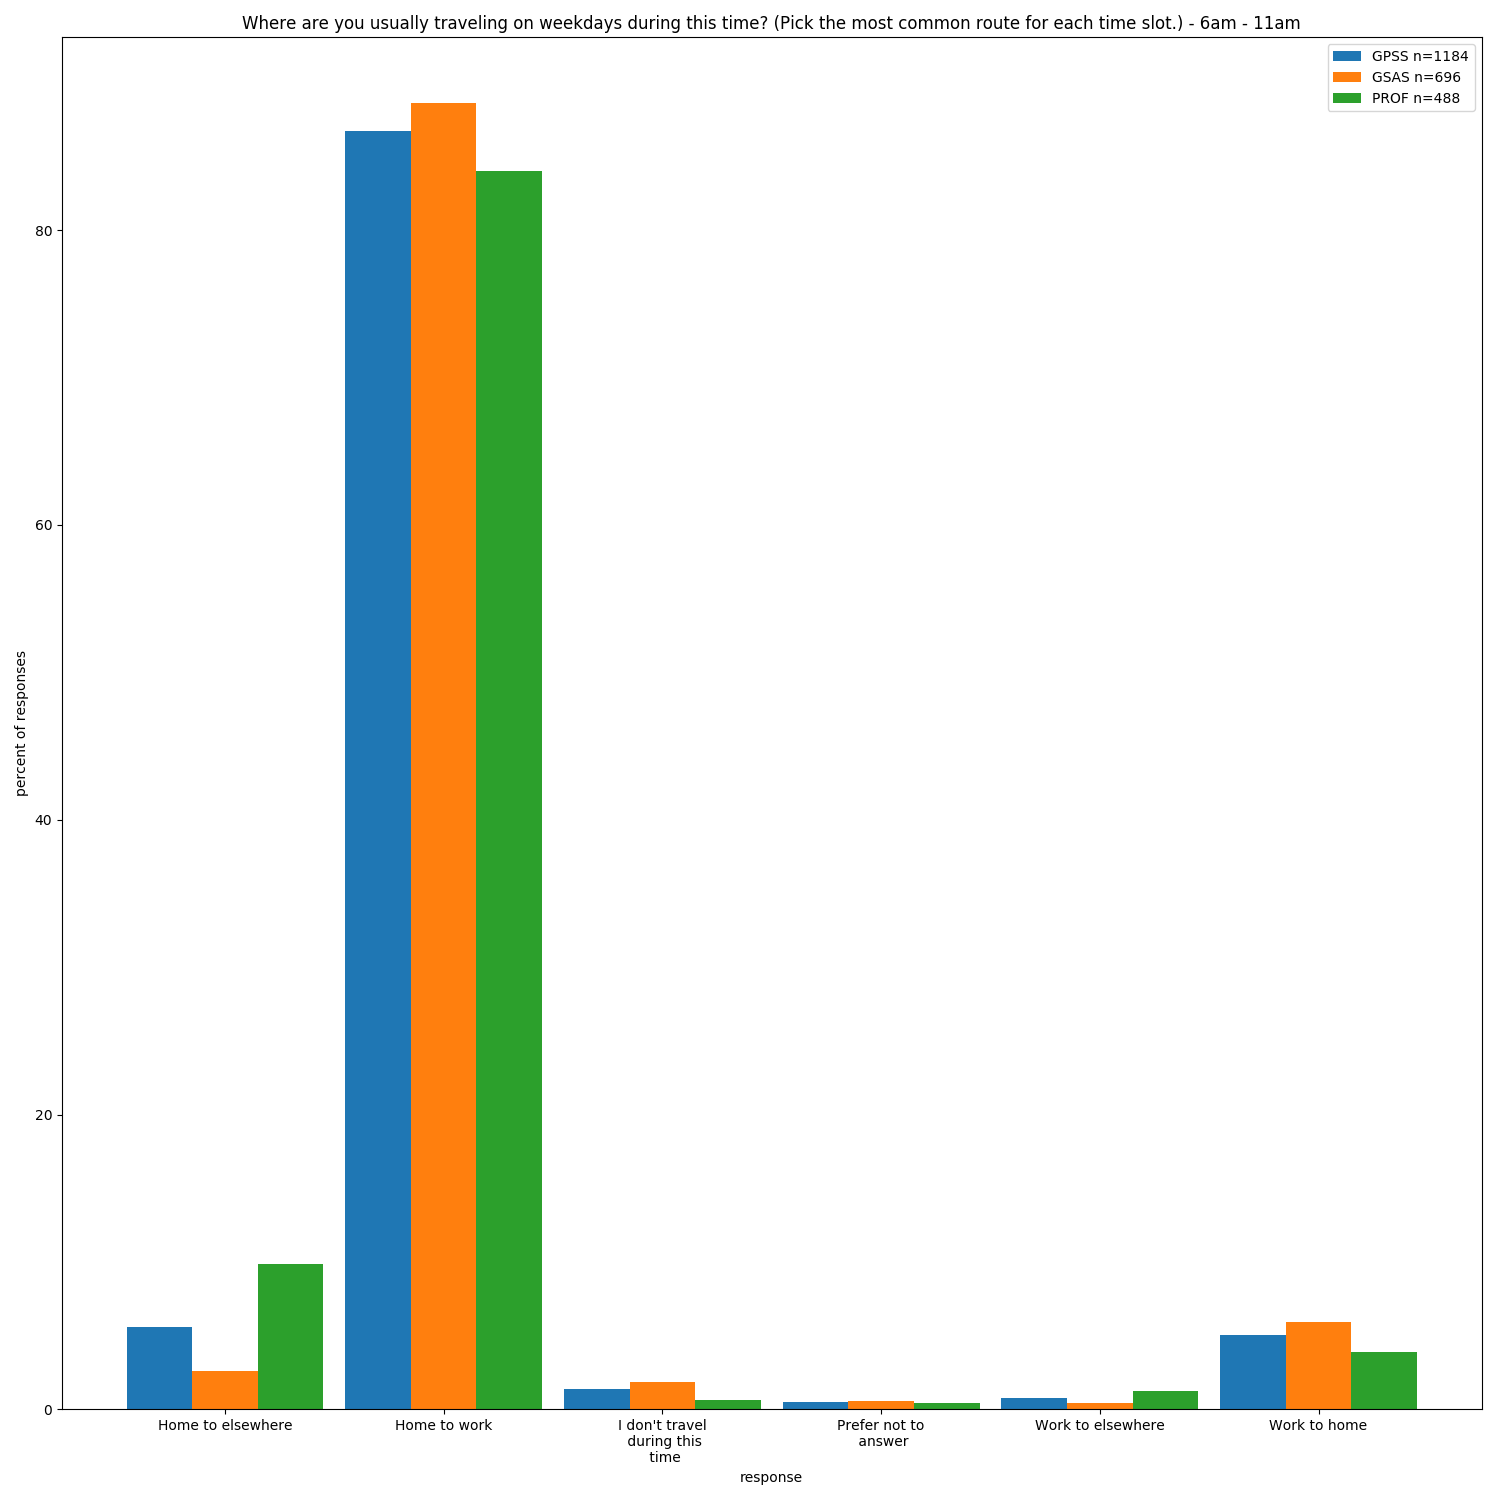 Where are you usually traveling on weekdays during this time? (Pick the most common route for each time slot.) - 6am - 11am
GPSS n=1184
GSAS n=696
PROF n=488
percent of responses
80
60
40
20
0
Home to elsewhere
Home to work
I don't travel
during this
time
Prefer not to
answer
Work to elsewhere
Work to home
response